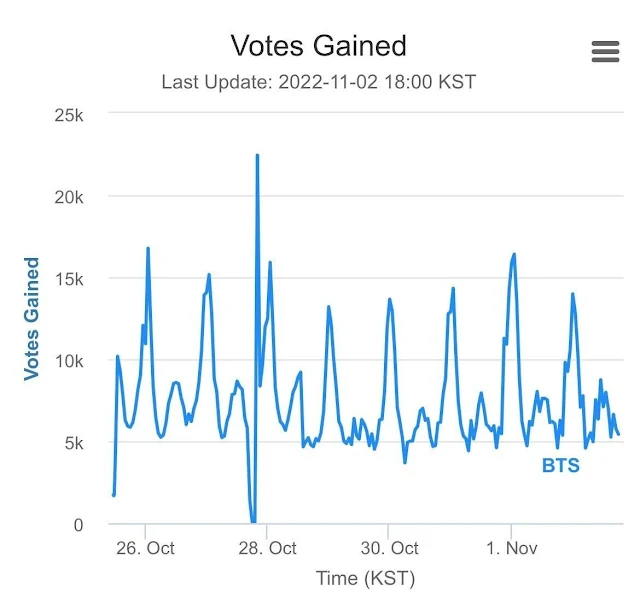 Votes Gained
Last Update: 2022-11-02 18:00 KST
25k
20k
15k
10k
5k
0
Votes Gained
BTS
26. Oct
28. Oct
30. Oct
1. Nov
Time (KST)